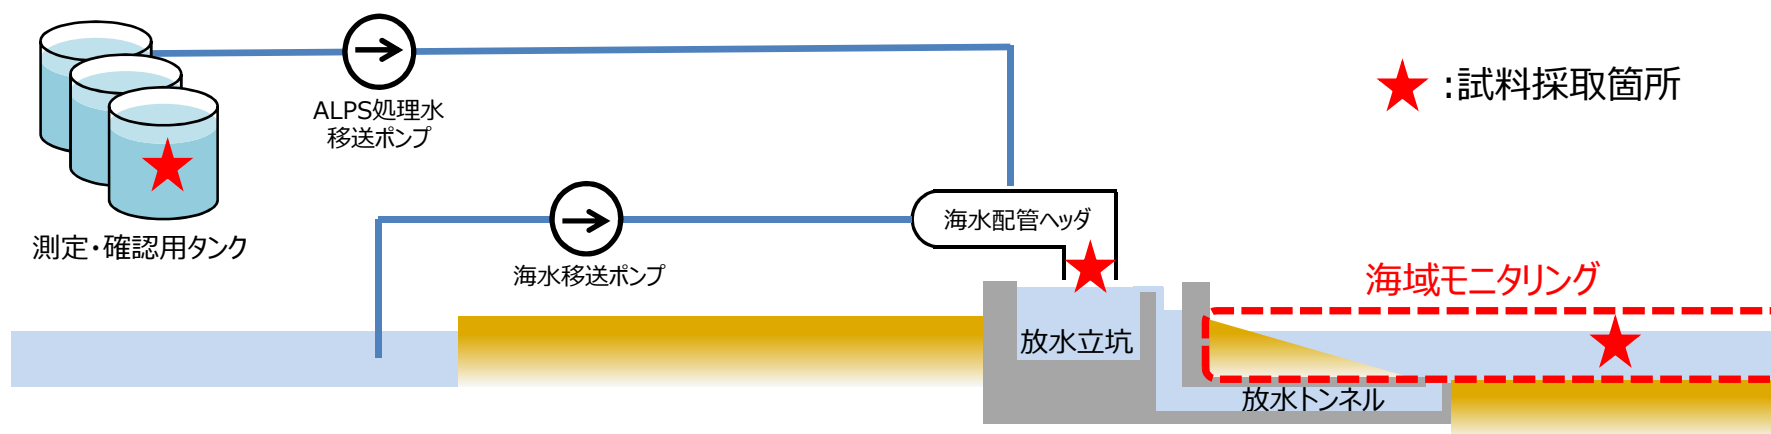 :試料採取箇所
ALPS処理水
移送ポンプ
海水配管ヘッダ
測定・確認用タンク
海水移送ポンプ
海域モニタリング
放水立坑
放水トンネル